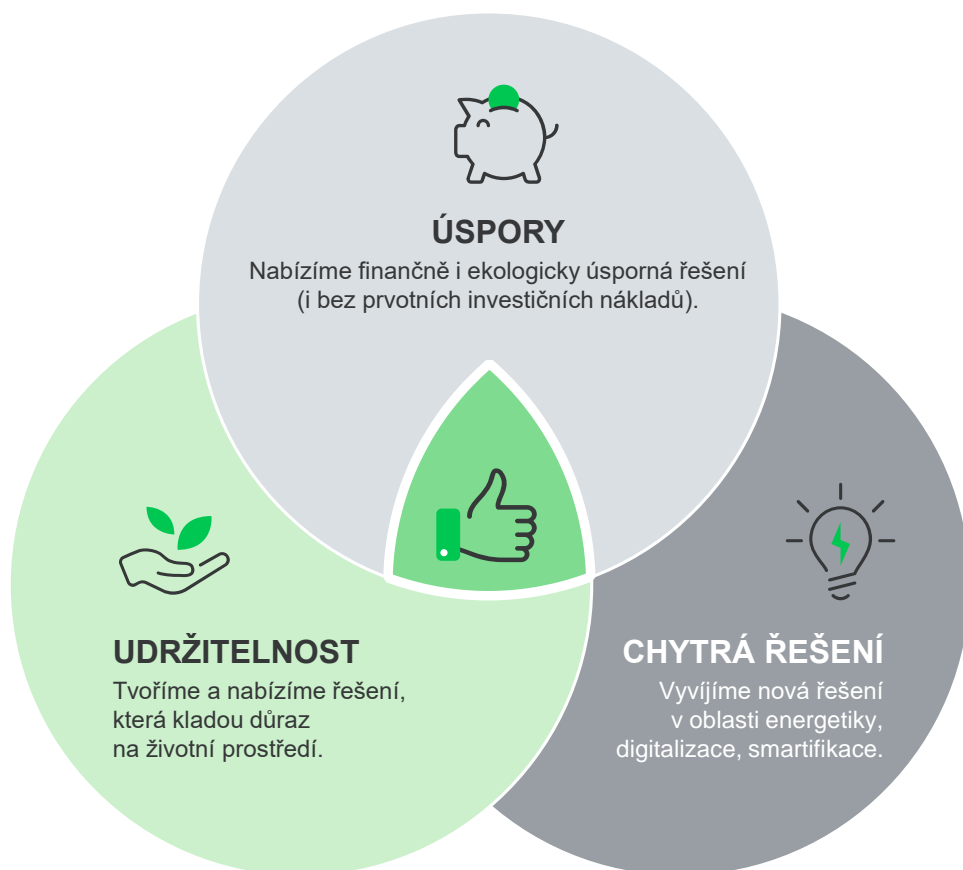 ÚSPORY
Nabízíme finančně i ekologicky úsporná řešení
(i bez prvotních investičních nákladů).
UDRŽITELNOST
Tvoříme a nabízíme řešení,
která kladou důraz
na životní prostředí.
CHYTRÁ ŘEŠENÍ
Vyvíjíme nová řešení
v oblasti energetiky,
digitalizace, smartifikace.